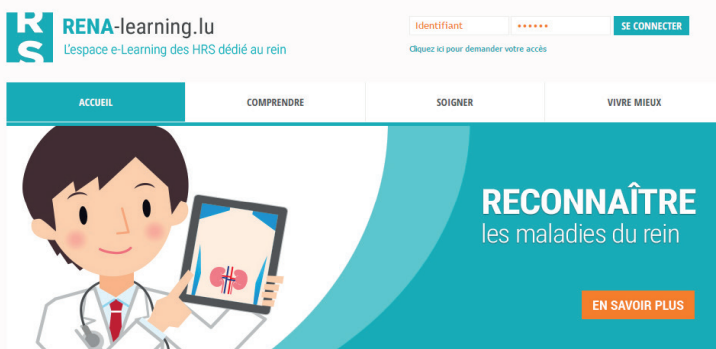 RS
RENA-learning.lu
L'espace e-Learning des HRS dédié au rein
Identifiant
••••••
SE CONNECTER
Cliquez ici pour demander votre accès
ACCUEIL
COMPRENDRE
SOIGNER
VIVRE MIEUX
RECONNAÎTRE
les maladies du rein
EN SAVOIR PLUS